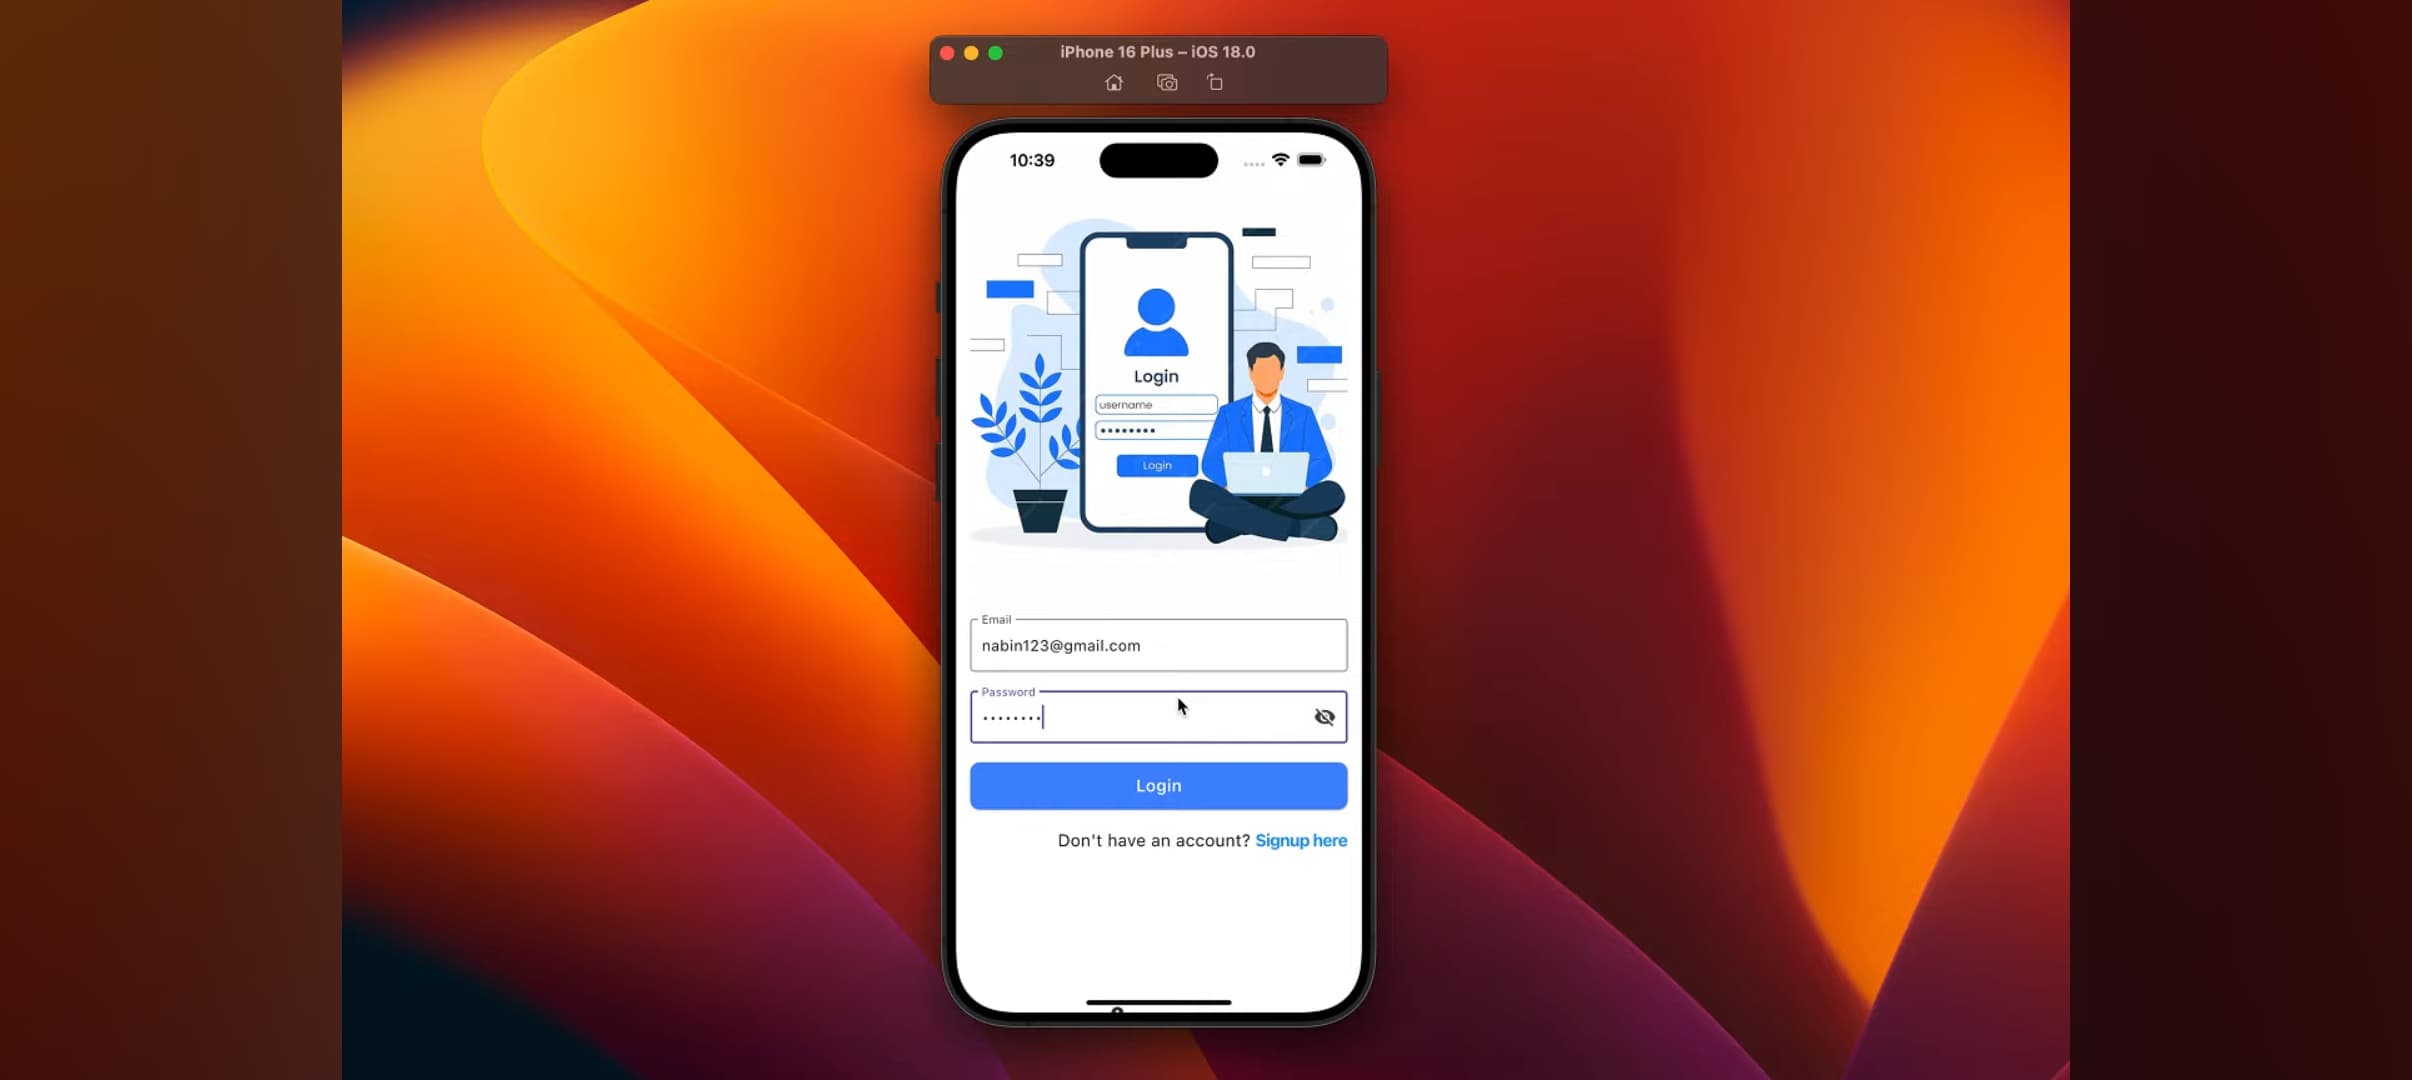 iPhone 16 Plus – iOS 18.0
10:39
Login
username
••••••••
Login
Email
nabin123@gmail.com
Password
••••••••
Login
Don't have an account? Signup here